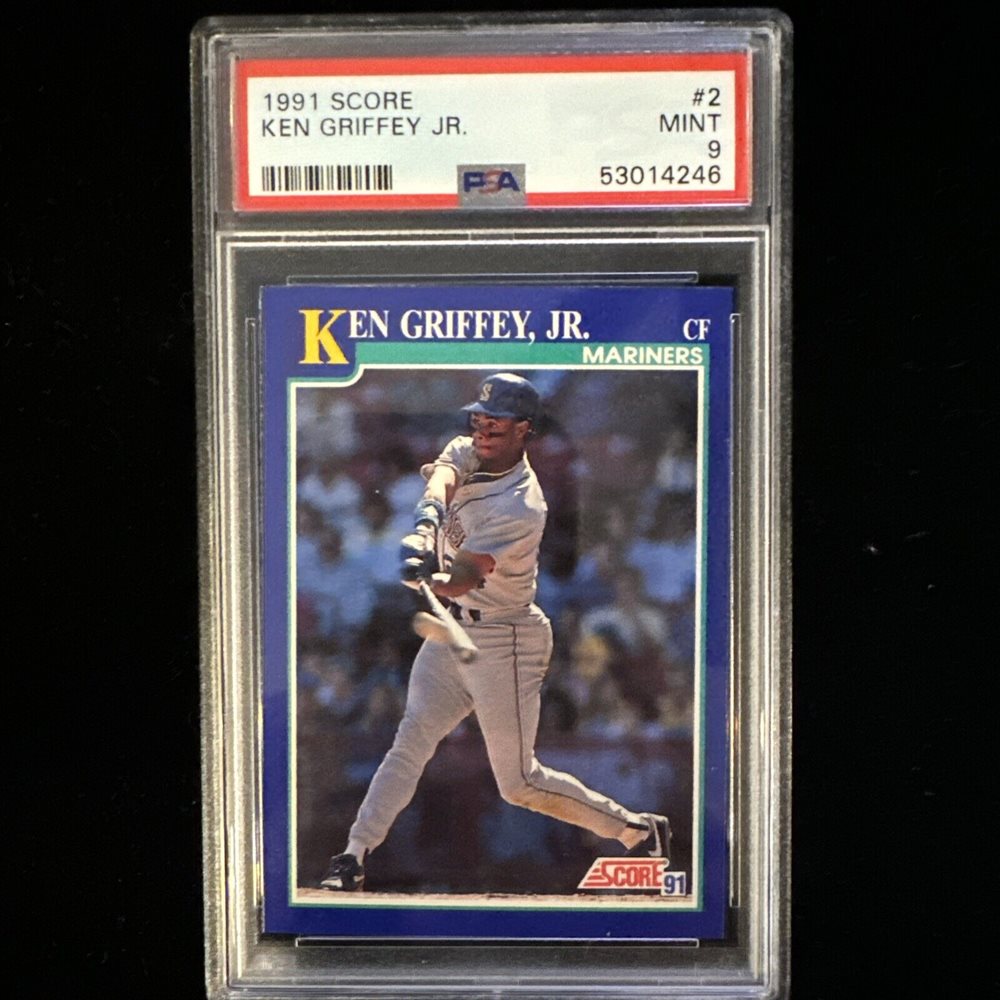 1991 SCORE #2
KEN GRIFFEY JR. MINT
9
PSA 53014246
KEN GRIFFEY, JR. CF
MARINERS
S
SCORE 91